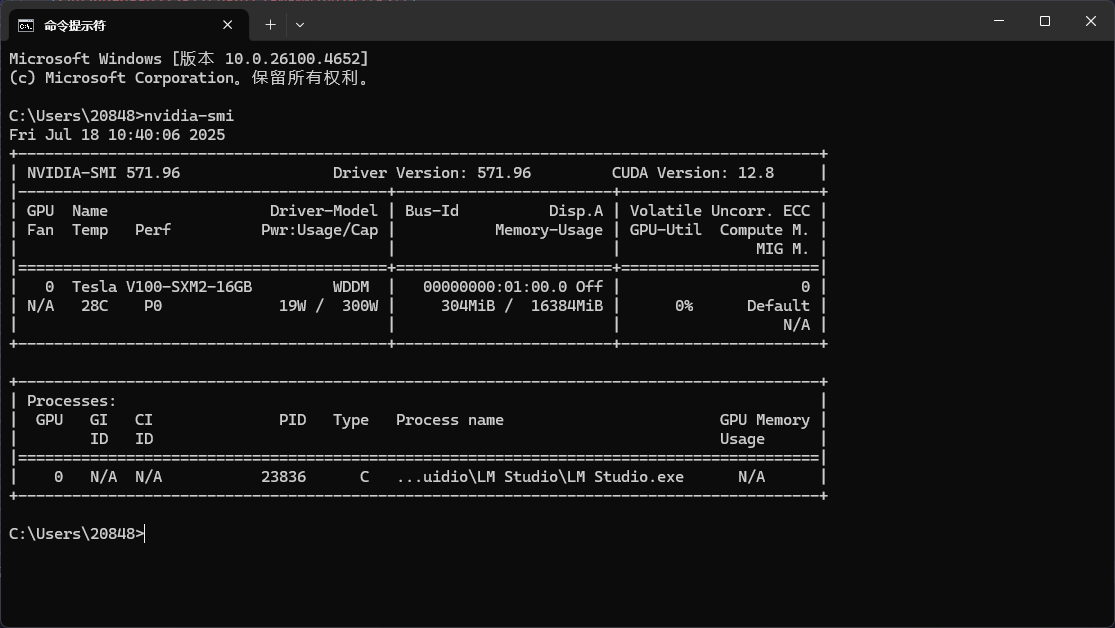 命令提示符
Microsoft Windows [版本 10.0.26100.4652]
(c) Microsoft Corporation。保留所有权利。
C:\Users\20848>nvidia-smi
Fri Jul 18 10:40:06 2025
+-----------------------------------------------------------------------------------------+
| NVIDIA-SMI 571.96                 Driver Version: 571.96         CUDA Version: 12.8     |
|-----------------------------------------+------------------------+----------------------+
| GPU  Name                  Driver-Model | Bus-Id          Disp.A | Volatile Uncorr. ECC |
| Fan  Temp   Perf          Pwr:Usage/Cap |           Memory-Usage | GPU-Util  Compute M. |
|                                         |                        |               MIG M. |
|=========================================+========================+======================|
|   0  Tesla V100-SXM2-16GB         WDDM  |   00000000:01:00.0 Off |                    0 |
| N/A   28C    P0             19W /  300W |     304MiB /  16384MiB |      0%      Default |
|                                         |                        |                  N/A |
+-----------------------------------------+------------------------+----------------------+
+-----------------------------------------------------------------------------------------+
| Processes:                                                                              |
|  GPU   GI   CI              PID   Type   Process name                        GPU Memory |
|        ID   ID                                                               Usage      |
|=========================================================================================|
|    0   N/A  N/A           23836      C   ...uidio\LM Studio\LM Studio.exe      N/A      |
+-----------------------------------------------------------------------------------------+
C:\Users\20848>